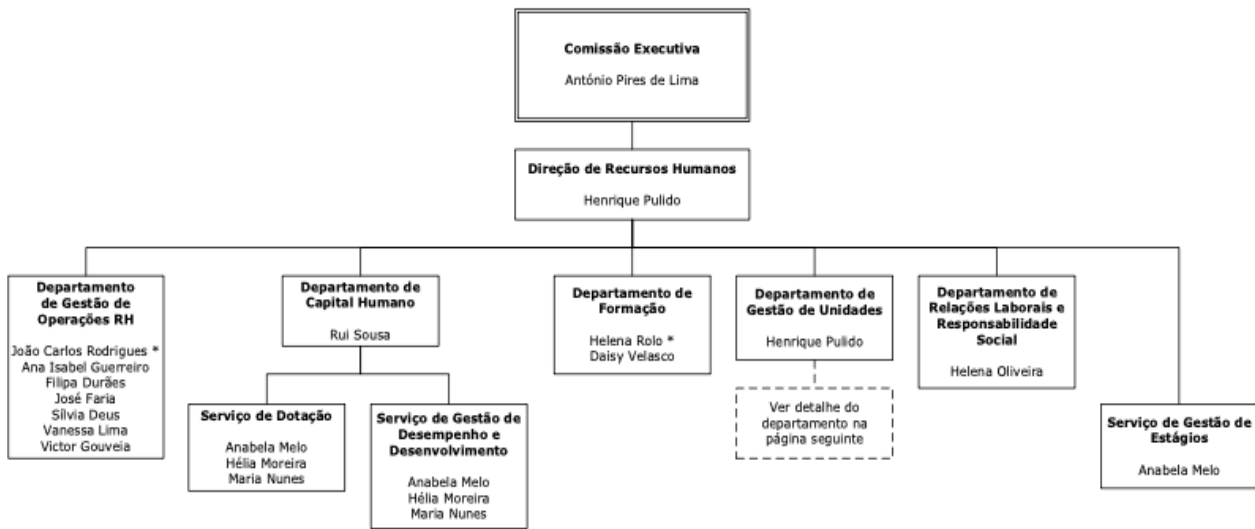 Comissão Executiva
António Pires de Lima
Direção de Recursos Humanos
Henrique Pulido
Departamento
de Gestão de
Operações RH
João Carlos Rodrigues *
Ana Isabel Guerreiro
Filipa Durães
José Faria
Sílvia Deus
Vanessa Lima
Victor Gouveia
Departamento de
Capital Humano
Rui Sousa
Serviço de Dotação
Anabela Melo
Hélia Moreira
Maria Nunes
Serviço de Gestão de
Desempenho e
Desenvolvimento
Anabela Melo
Hélia Moreira
Maria Nunes
Departamento de
Formação
Helena Rolo *
Daisy Velasco
Departamento de
Gestão de Unidades
Henrique Pulido
Ver detalhe do
departamento na
página seguinte
Departamento de
Relações Laborais e
Responsabilidade
Social
Helena Oliveira
Serviço de Gestão de
Estágios
Anabela Melo